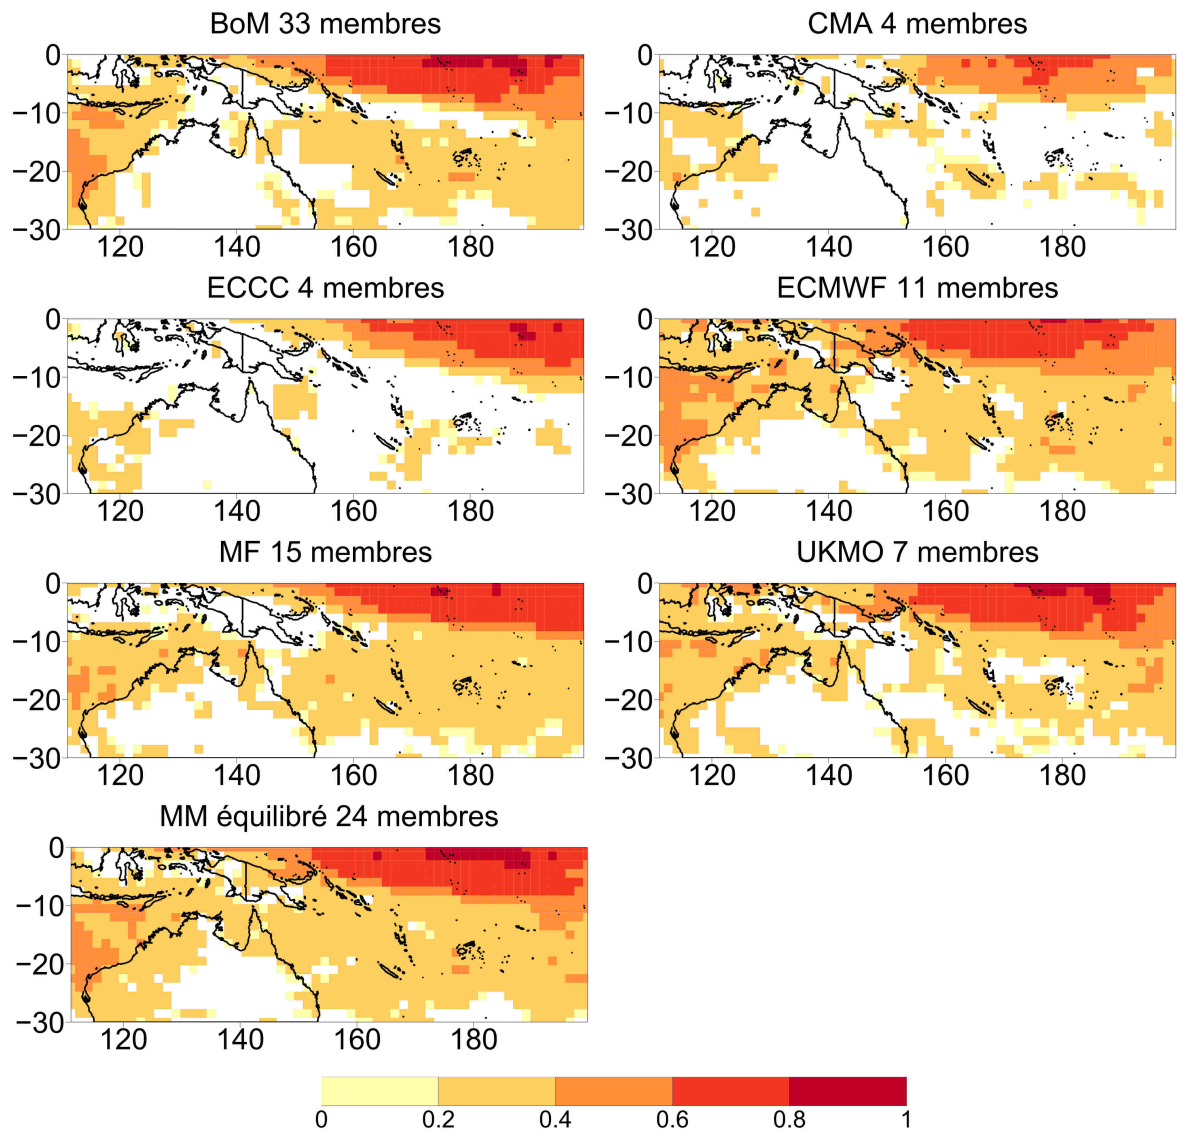 BoM 33 membres
CMA 4 membres
0
−10
−20
−30
120 140 160 180
0
−10
−20
−30
120 140 160 180
ECCC 4 membres
ECMWF 11 membres
0
−10
−20
−30
120 140 160 180
0
−10
−20
−30
120 140 160 180
MF 15 membres
UKMO 7 membres
0
−10
−20
−30
120 140 160 180
0
−10
−20
−30
120 140 160 180
MM équilibré 24 membres
0
−10
−20
−30
120 140 160 180
0 0.2 0.4 0.6 0.8 1